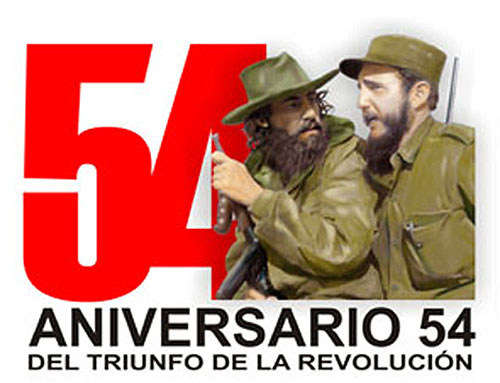 54
ANIVERSARIO 54
DEL TRIUNFO DE LA REVOLUCIÓN